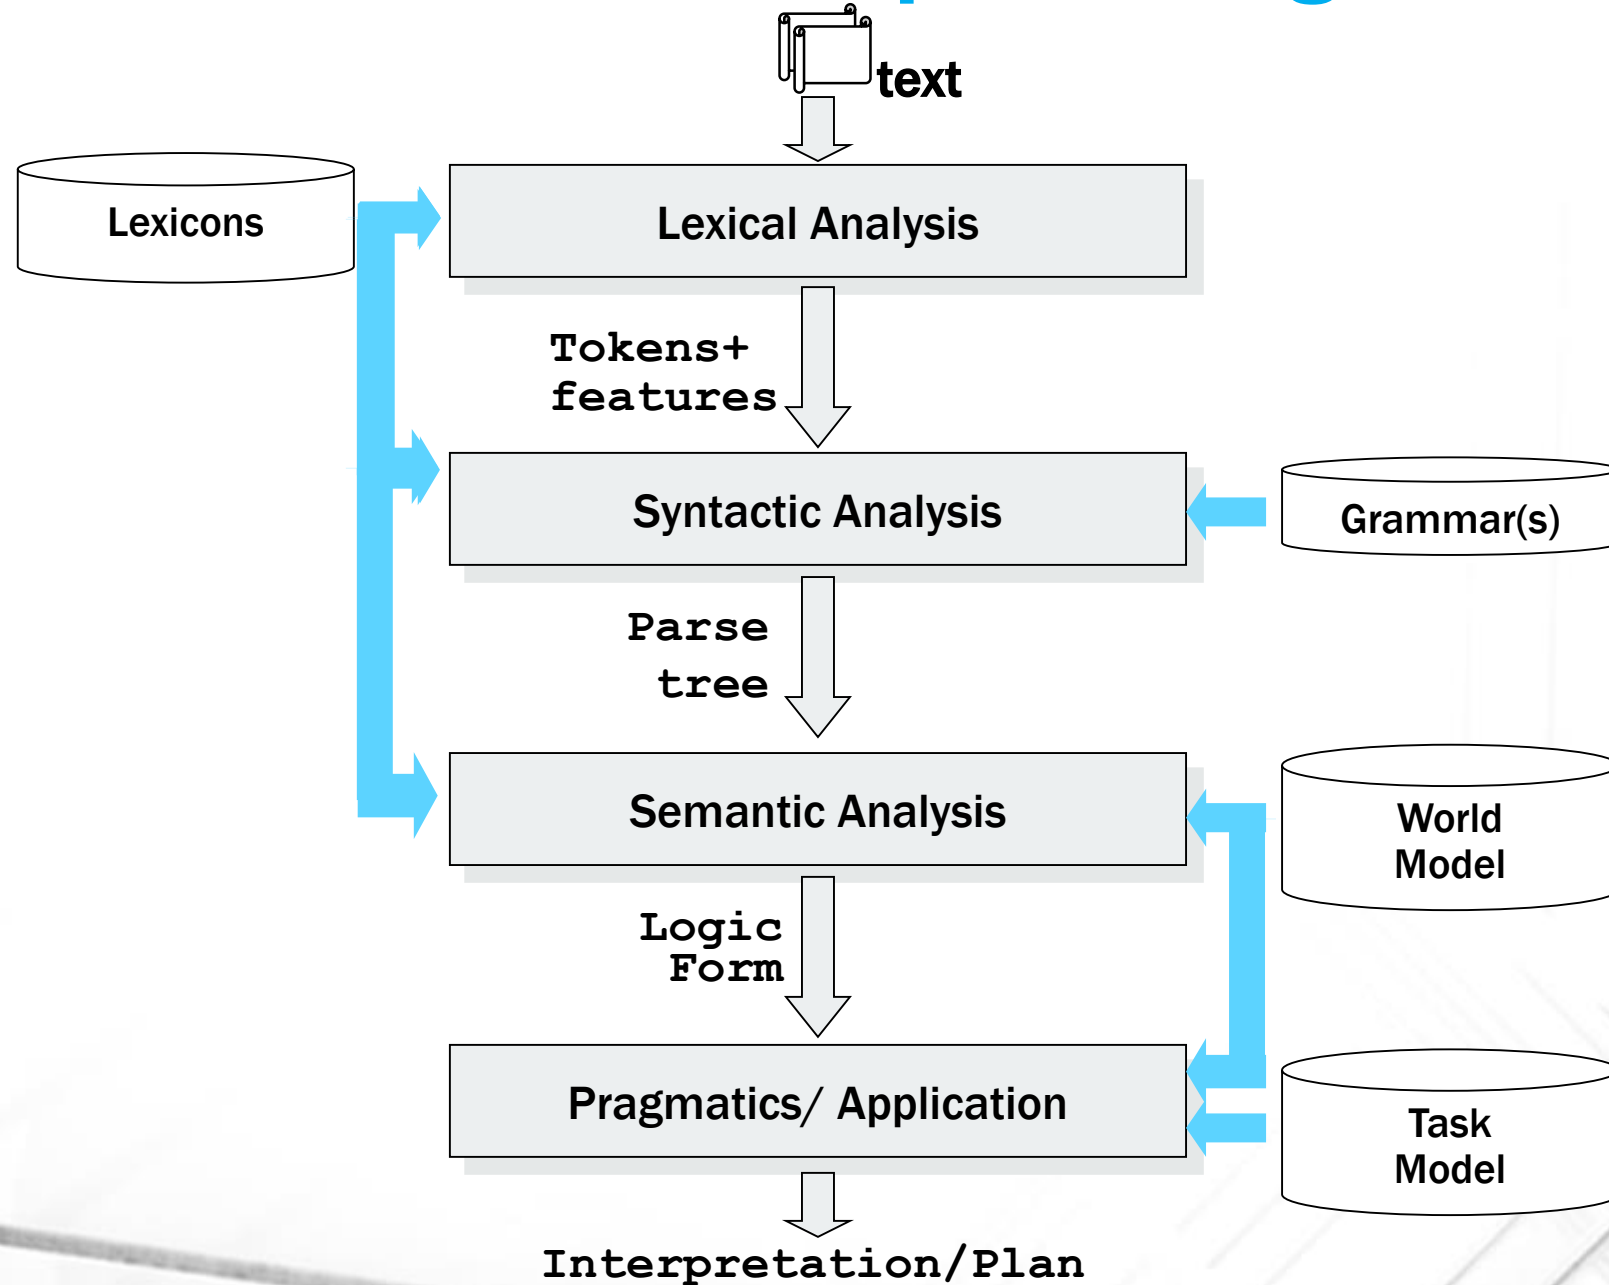 text
Lexicons
Lexical Analysis
Tokens+
features
Syntactic Analysis
Grammar(s)
Parse
tree
Semantic Analysis
World
Model
Logic
Form
Pragmatics/ Application
Task
Model
Interpretation/Plan